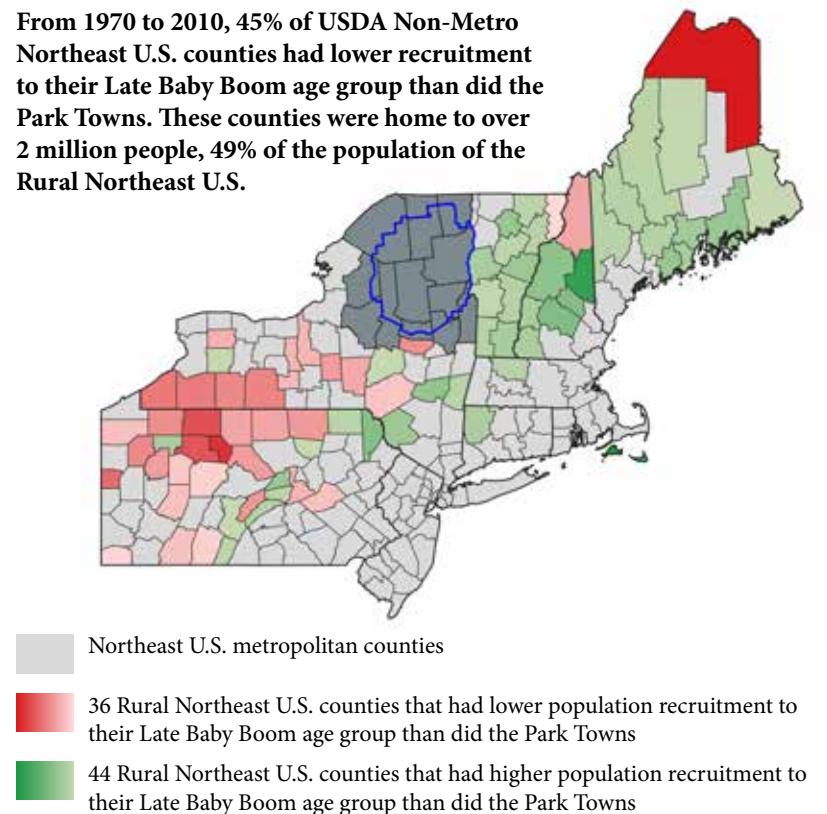 From 1970 to 2010, 45% of USDA Non-Metro
Northeast U.S. counties had lower recruitment
to their Late Baby Boom age group than did the
Park Towns. These counties were home to over
2 million people, 49% of the population of the
Rural Northeast U.S.
Northeast U.S. metropolitan counties
36 Rural Northeast U.S. counties that had lower population recruitment to
their Late Baby Boom age group than did the Park Towns
44 Rural Northeast U.S. counties that had higher population recruitment to
their Late Baby Boom age group than did the Park Towns